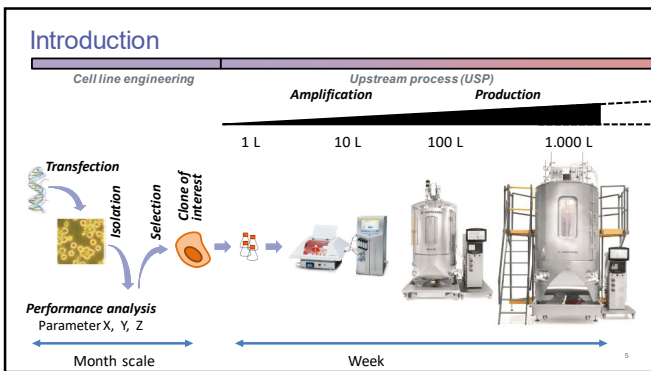 Introduction
Cell line engineering
Upstream process (USP)
Amplification
Production
1 L
10 L
100 L
1.000 L
Transfection
Isolation
Selection
Clone of
interest
Performance analysis
Parameter X, Y, Z
Month scale
Week
5